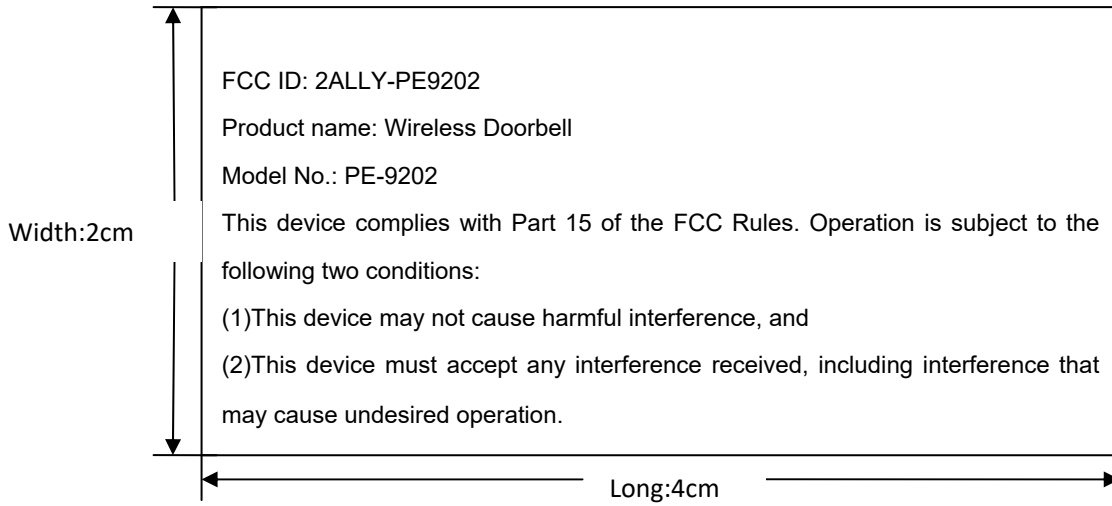 FCC ID: 2ALLY-PE9202
Product name: Wireless Doorbell
Model No.: PE-9202
This device complies with Part 15 of the FCC Rules. Operation is subject to the
following two conditions:
(1)This device may not cause harmful interference, and
(2)This device must accept any interference received, including interference that
may cause undesired operation.
Width:2cm
Long:4cm